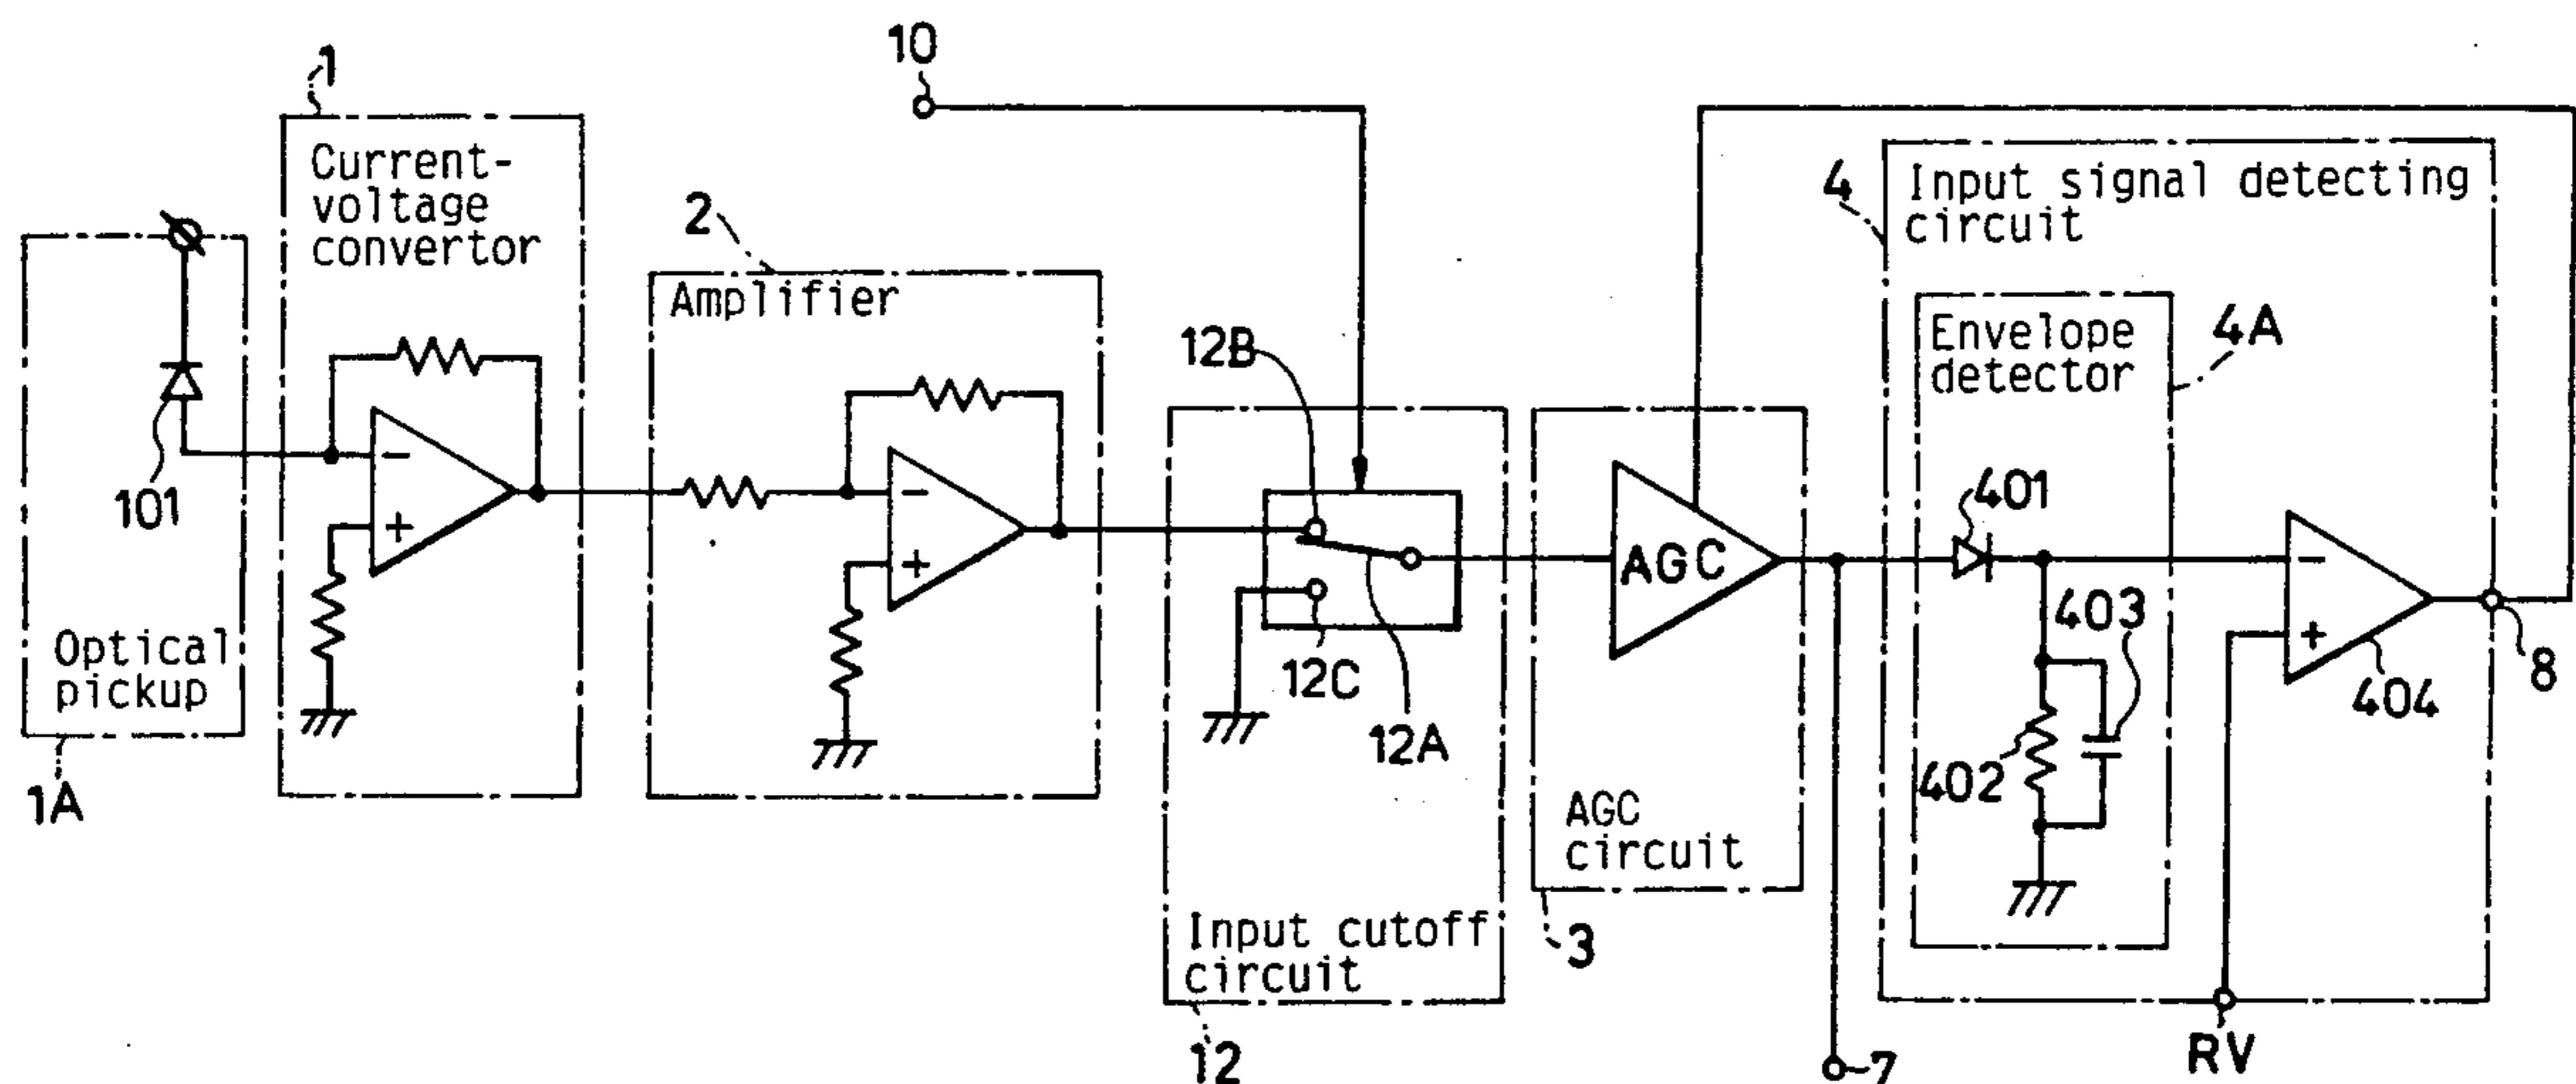 10
1
Current-
voltage
convertor
2
Amplifier
4
Input signal detecting
circuit
Envelope
detector
4A
12B
101
-
+
-
+
AGC
401
-
+
403
404
8
Optical
pickup
12C
12A
402
1A
AGC
circuit
Input cutoff
circuit
3
12
7
RV